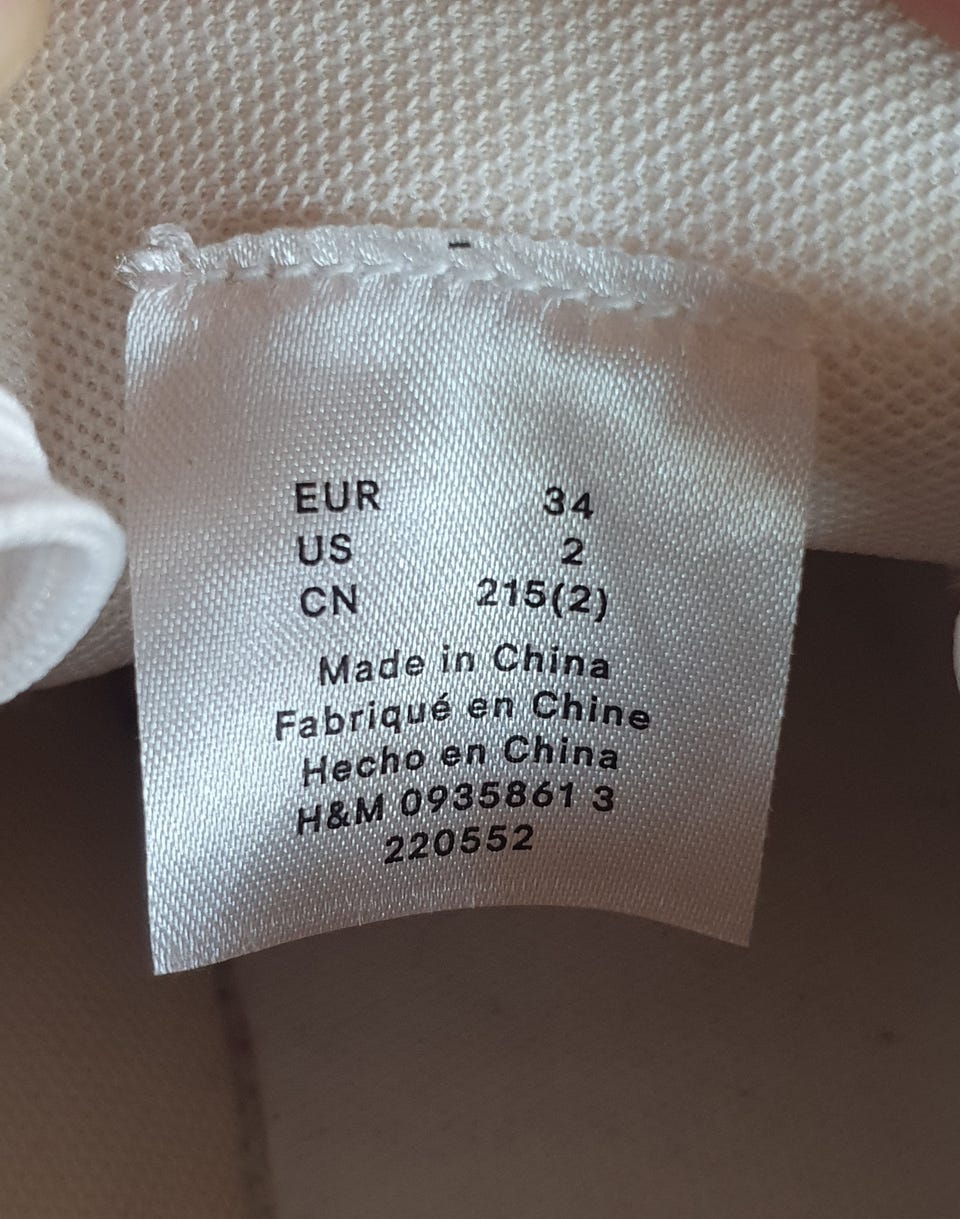 EUR 34
US 2
CN 215(2)
Made in China
Fabriqué en Chine
Hecho en China
H&M 0935861 3
220552